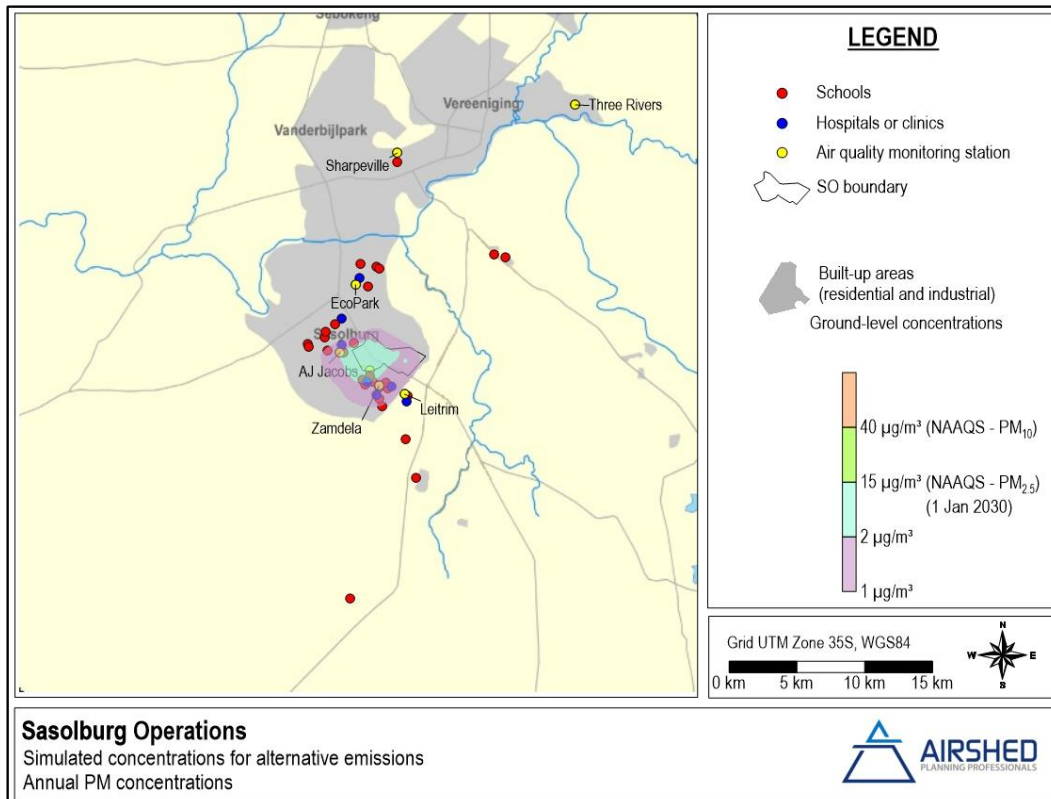 Sebokeng
Vereeniging
Three Rivers
Vanderbijlpark
Sharpeville
EcoPark
Sasolburg
AJ Jacobs
Leitrim
Zamdela
LEGEND
Schools
Hospitals or clinics
Air quality monitoring station
SO boundary
Built-up areas
(residential and industrial)
Ground-level concentrations
40 µg/m³ (NAAQS - PM₁₀)
15 µg/m³ (NAAQS - PM₂.₅)
(1 Jan 2030)
2 µg/m³
1 µg/m³
Grid UTM Zone 35S, WGS84
N
W E
S
0 km 5 km 10 km 15 km
Sasolburg Operations
Simulated concentrations for alternative emissions
Annual PM concentrations
AIRSHED
PLANNING PROFESSIONALS